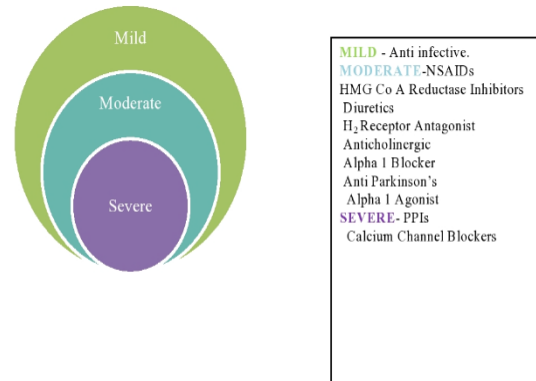 Mild
Moderate
Severe
MILD - Anti infective.
MODERATE-NSAIDs
HMG Co A Reductase Inhibitors
Diuretics
H₂ Receptor Antagonist
Anticholinergic
Alpha 1 Blocker
Anti Parkinson's
Alpha 1 Agonist
SEVERE- PPIs
Calcium Channel Blockers